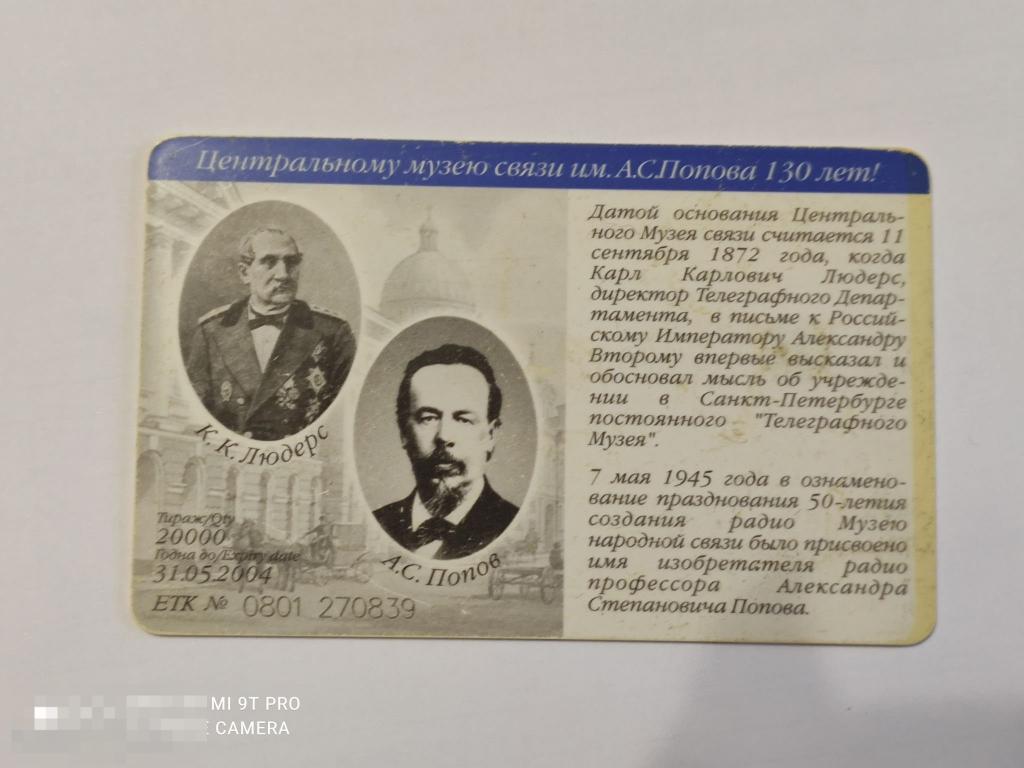 Центральному музею связи им. А.С.Попова 130 лет!
К. К. Людерс
А.С. Попов
Тираж/Qty
20000
Годна до/Expiry date
31.05.2004
ЕТК № 0801 270839
Датой основания Централь-
ного Музея связи считается 11
сентября 1872 года, когда
Карл Карлович Людерс,
директор Телеграфного Депар-
тамента, в письме к Россий-
скому Императору Александру
Второму впервые высказал и
обосновал мысль об учрежде-
нии в Санкт-Петербурге
постоянного "Телеграфного
Музея".
7 мая 1945 года в ознамено-
вание празднования 50-летия
создания радио Музею
народной связи было присвоено
имя изобретателя радио
профессора Александра
Степановича Попова.
MI 9T PRO
CAMERA